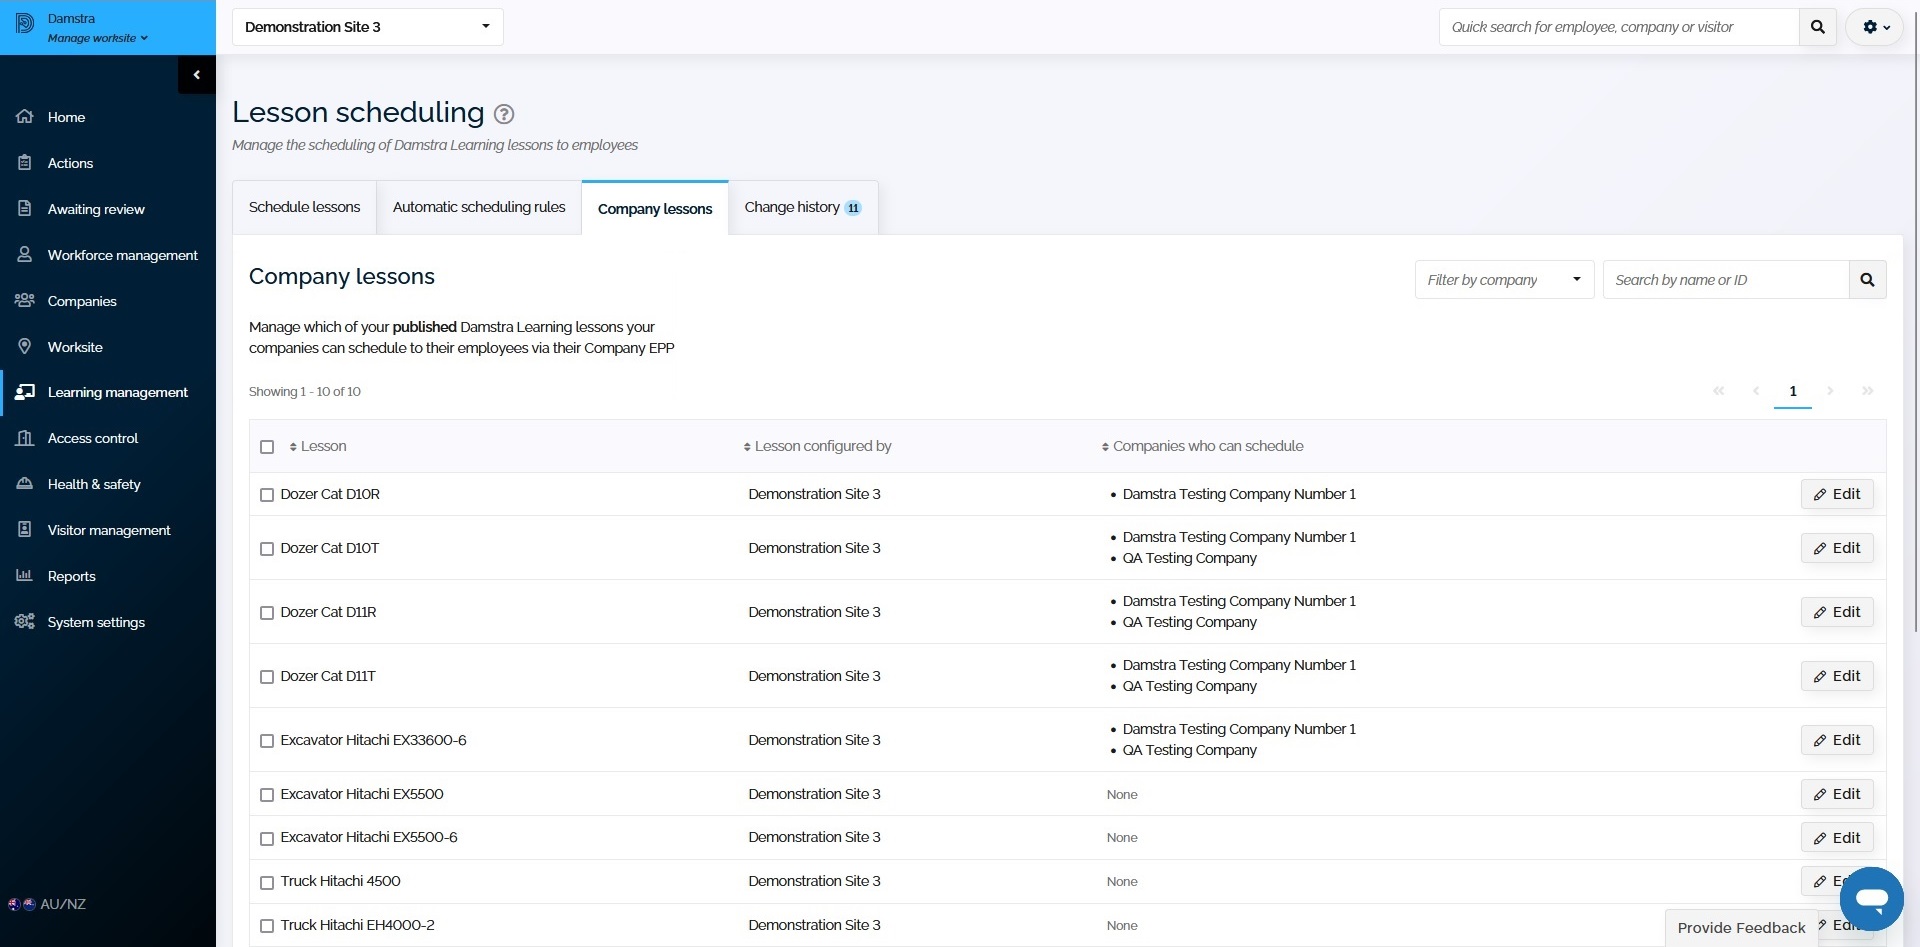 Damstra
Manage worksite
Demonstration Site 3
Quick search for employee, company or visitor
Home
Actions
Awaiting review
Workforce management
Companies
Worksite
Learning management
Access control
Health & safety
Visitor management
Reports
System settings
AU/NZ
Lesson scheduling ?
Manage the scheduling of Damstra Learning lessons to employees
Schedule lessons
Automatic scheduling rules
Company lessons
Change history 11
Company lessons
Filter by company
Search by name or ID
Manage which of your published Damstra Learning lessons your
companies can schedule to their employees via their Company EPP
Showing 1 - 10 of 10
« ‹ 1 › »
Lesson Lesson configured by Companies who can schedule
Dozer Cat D10R Demonstration Site 3 • Damstra Testing Company Number 1 Edit
Dozer Cat D10T Demonstration Site 3 • Damstra Testing Company Number 1
• QA Testing Company Edit
Dozer Cat D11R Demonstration Site 3 • Damstra Testing Company Number 1
• QA Testing Company Edit
Dozer Cat D11T Demonstration Site 3 • Damstra Testing Company Number 1
• QA Testing Company Edit
Excavator Hitachi EX33600-6 Demonstration Site 3 • Damstra Testing Company Number 1
• QA Testing Company Edit
Excavator Hitachi EX5500 Demonstration Site 3 None Edit
Excavator Hitachi EX5500-6 Demonstration Site 3 None Edit
Truck Hitachi 4500 Demonstration Site 3 None
Truck Hitachi EH4000-2 Demonstration Site 3 None
Provide Feedback